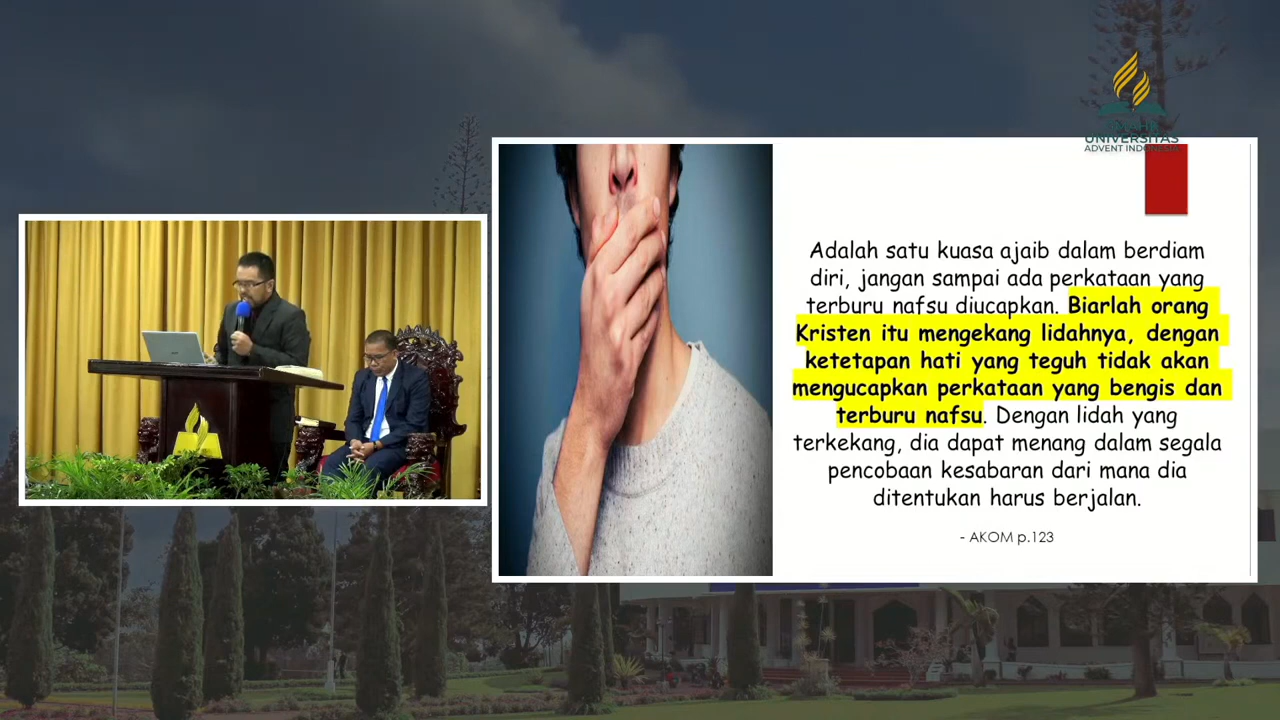 UNIVERSITAS
ADVENT INDONESIA
Adalah satu kuasa ajaib dalam berdiam
diri, jangan sampai ada perkataan yang
terburu nafsu diucapkan. Biarlah orang
Kristen itu mengekang lidahnya, dengan
ketetapan hati yang teguh tidak akan
mengucapkan perkataan yang bengis dan
terburu nafsu. Dengan lidah yang
terkekang, dia dapat menang dalam segala
pencobaan kesabaran dari mana dia
ditentukan harus berjalan.
- AKOM p.123